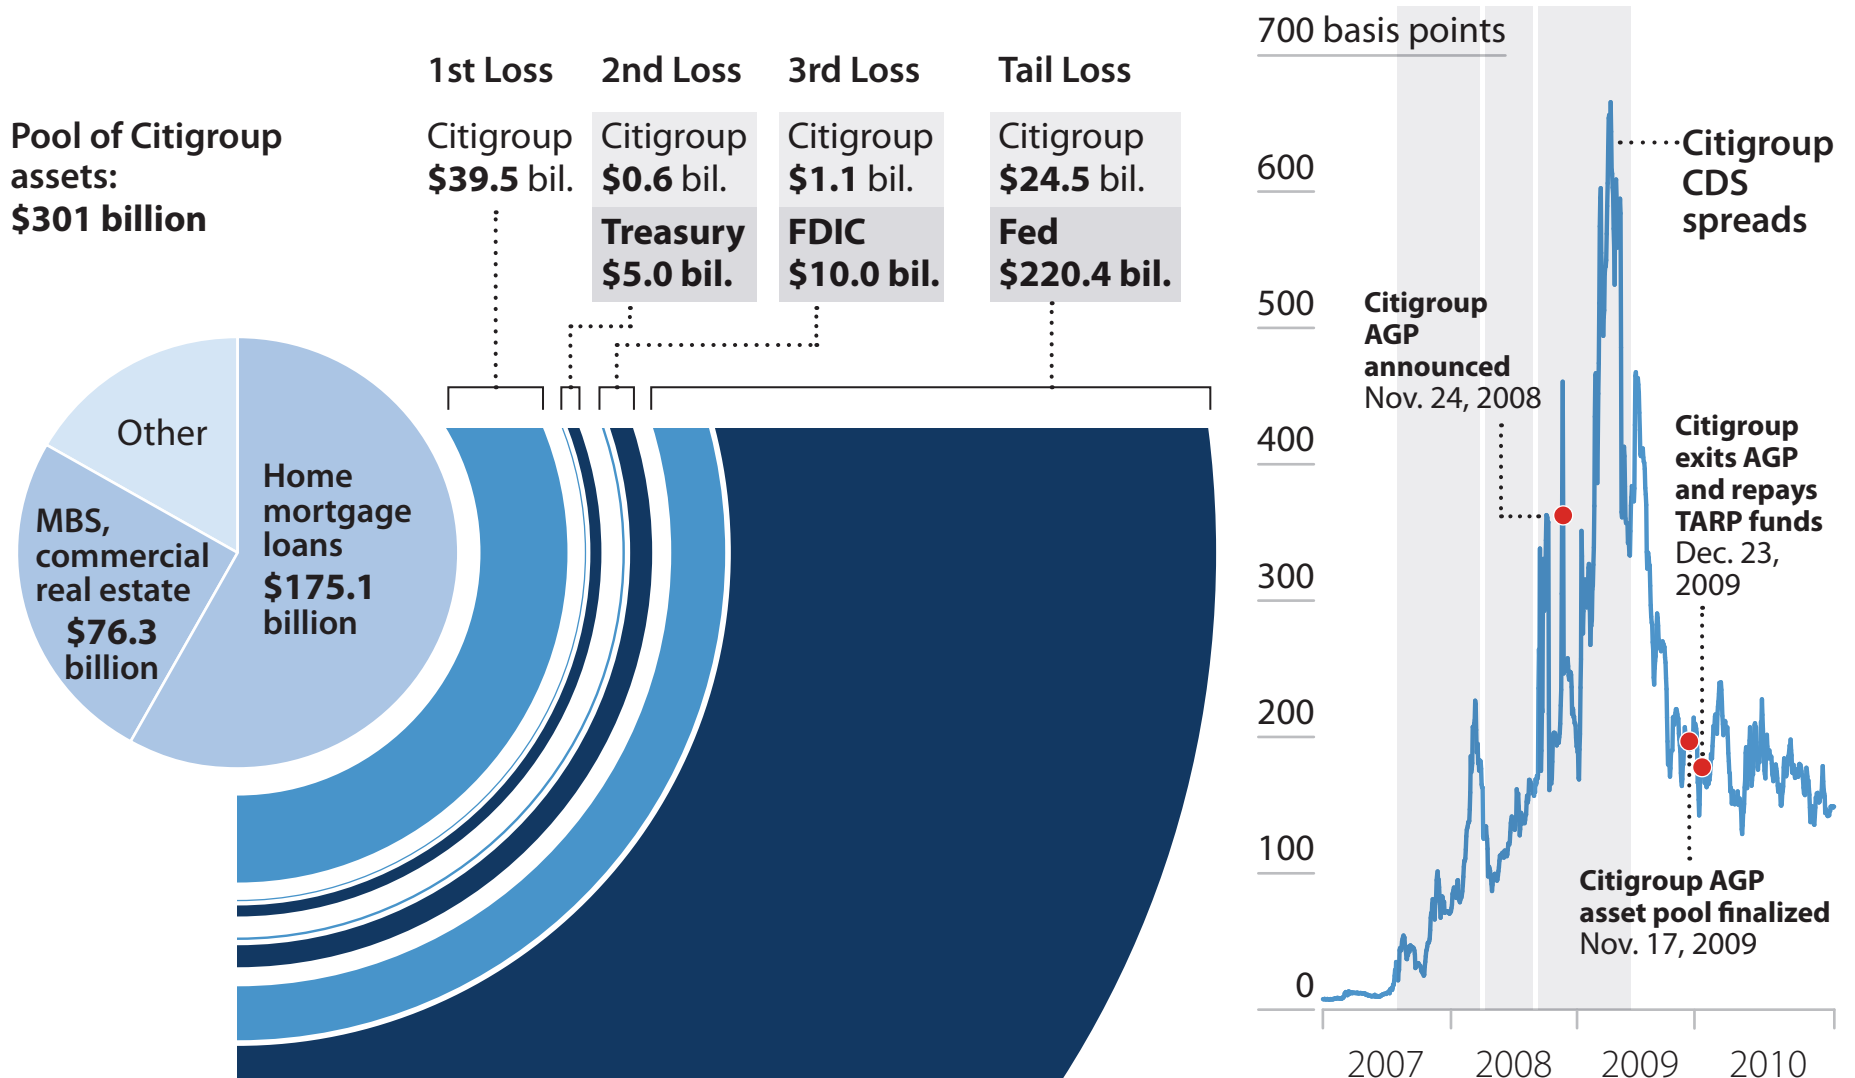 Pool of Citigroup
assets:
$301 billion
1st Loss
Citigroup
$39.5 bil.
2nd Loss
Citigroup
$0.6 bil.
Treasury
$5.0 bil.
3rd Loss
Citigroup
$1.1 bil.
FDIC
$10.0 bil.
Tail Loss
Citigroup
$24.5 bil.
Fed
$220.4 bil.
Other
Home
mortgage
loans
$175.1
billion
MBS,
commercial
real estate
$76.3
billion
700 basis points
600
500
400
300
200
100
0
Citigroup
CDS
spreads
Citigroup
AGP
announced
Nov. 24, 2008
Citigroup
exits AGP
and repays
TARP funds
Dec. 23,
2009
Citigroup AGP
asset pool finalized
Nov. 17, 2009
2007
2008
2009
2010